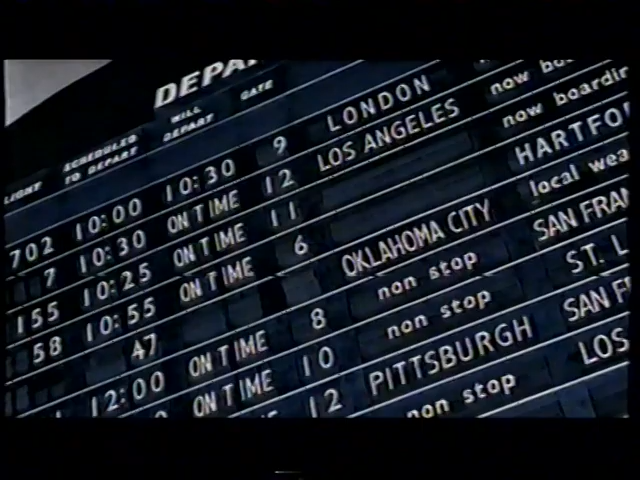 DEPA
LIGHT SCHEDULED TO DEPART WILL DEPART GATE
702 10:00 10:30 9 LONDON now boa
7 10:30 ON TIME 12 LOS ANGELES now boardin
155 10:25 ON TIME 11 HARTFO
58 10:55 ON TIME 6 local wea
47 OKLAHOMA CITY SAN FRAN
12:00 ON TIME 8 non stop ST. L
ON TIME 10 non stop SAN F
12 PITTSBURGH LOS
non stop